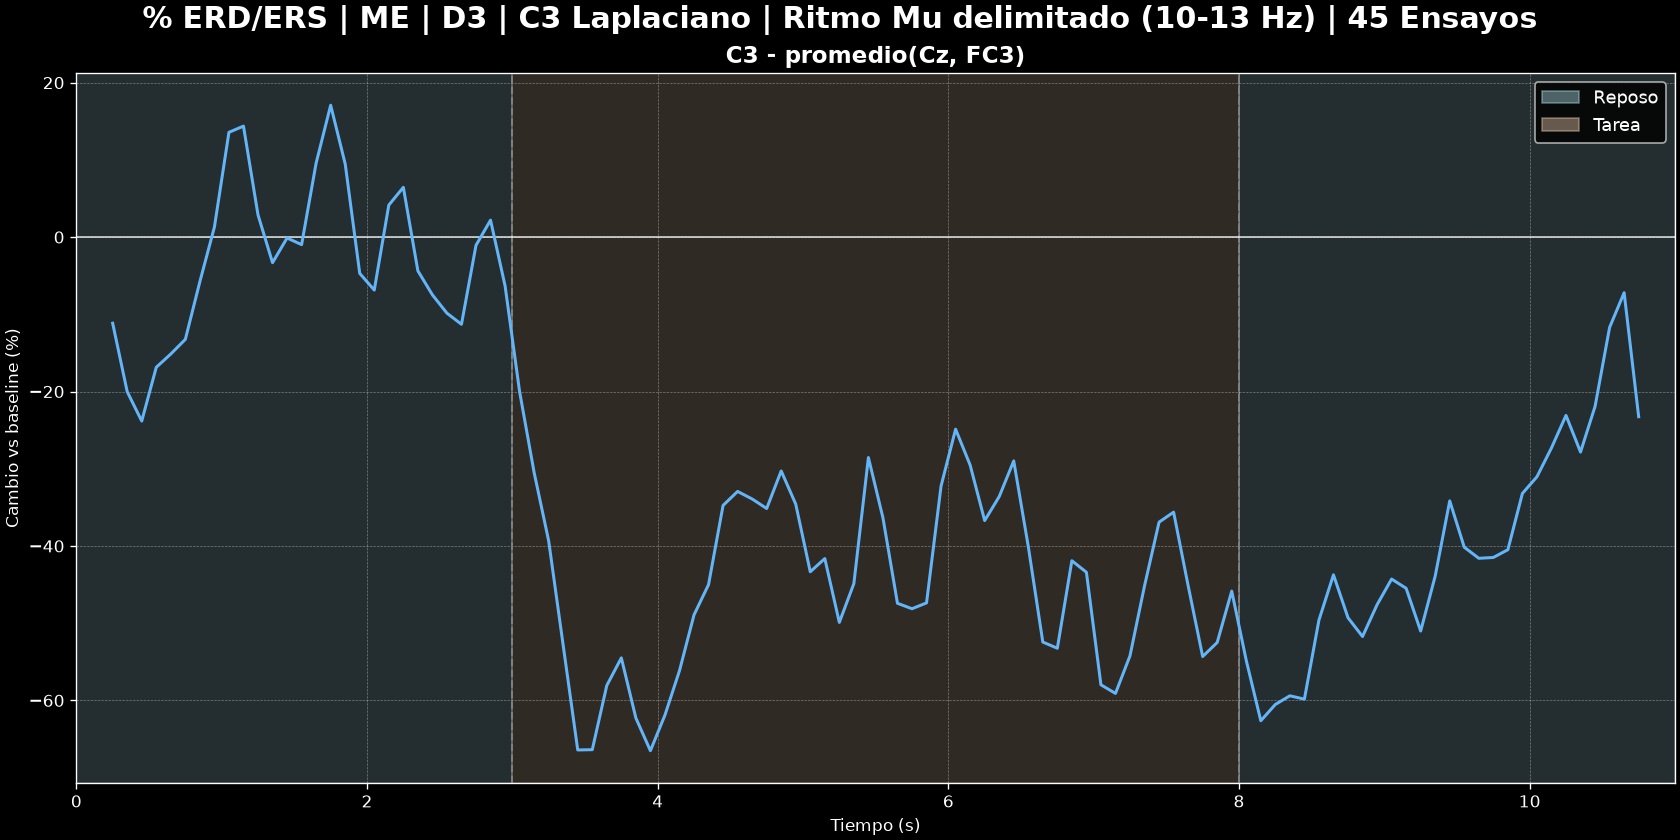 % ERD/ERS | ME | D3 | C3 Laplaciano | Ritmo Mu delimitado (10-13 Hz) | 45 Ensayos
C3 - promedio(Cz, FC3)
Reposo
Tarea
Cambio vs baseline (%)
20
0
−20
−40
−60
0 2 4 6 8 10
Tiempo (s)